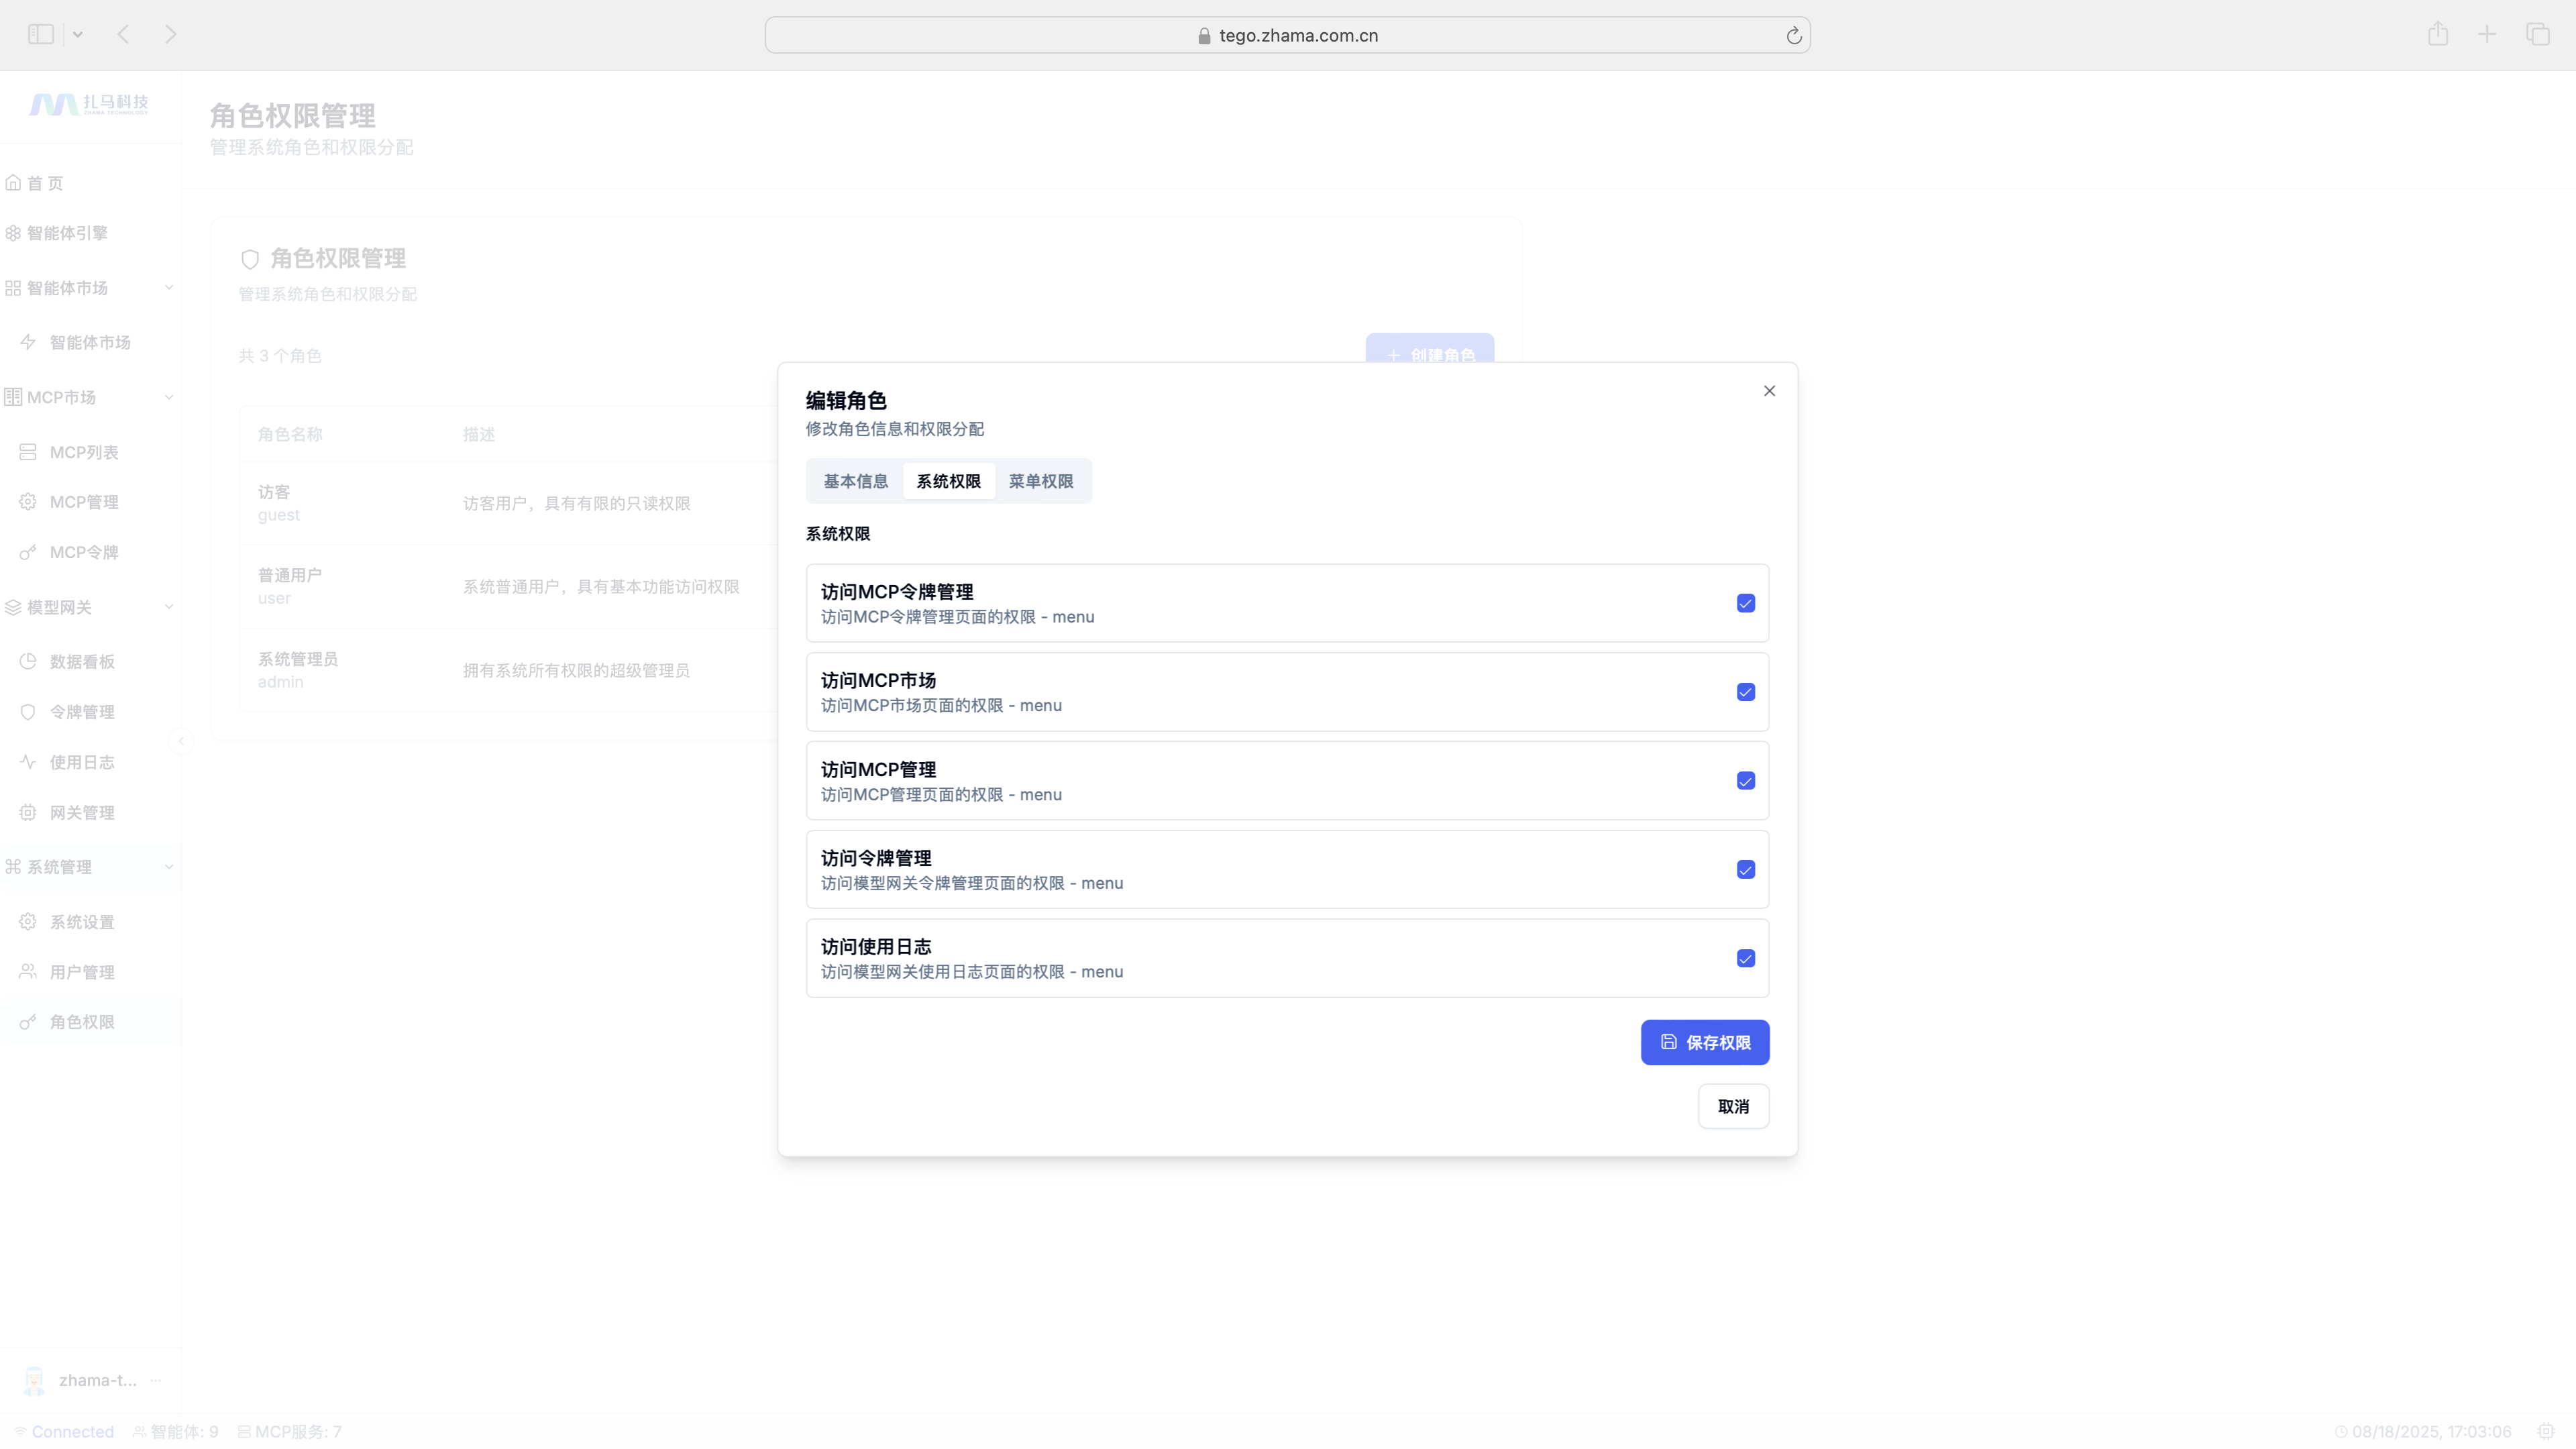 tego.zhama.com.cn
扎马科技
ZHAMA TECHNOLOGY
首 页
智能体引擎
智能体市场
智能体市场
MCP市场
MCP列表
MCP管理
MCP令牌
模型网关
数据看板
令牌管理
使用日志
网关管理
系统管理
系统设置
用户管理
角色权限
zhama-t...
角色权限管理
管理系统角色和权限分配
角色权限管理
管理系统角色和权限分配
共 3 个角色
创建角色
角色名称 描述
访客
guest
访客用户，具有有限的只读权限
普通用户
user
系统普通用户，具有基本功能访问权限
系统管理员
admin
拥有系统所有权限的超级管理员
编辑角色
修改角色信息和权限分配
基本信息 系统权限 菜单权限
系统权限
访问MCP令牌管理
访问MCP令牌管理页面的权限 - menu
访问MCP市场
访问MCP市场页面的权限 - menu
访问MCP管理
访问MCP管理页面的权限 - menu
访问令牌管理
访问模型网关令牌管理页面的权限 - menu
访问使用日志
访问模型网关使用日志页面的权限 - menu
保存权限
取消
Connected 智能体: 9 MCP服务: 7 08/18/2025, 17:03:06